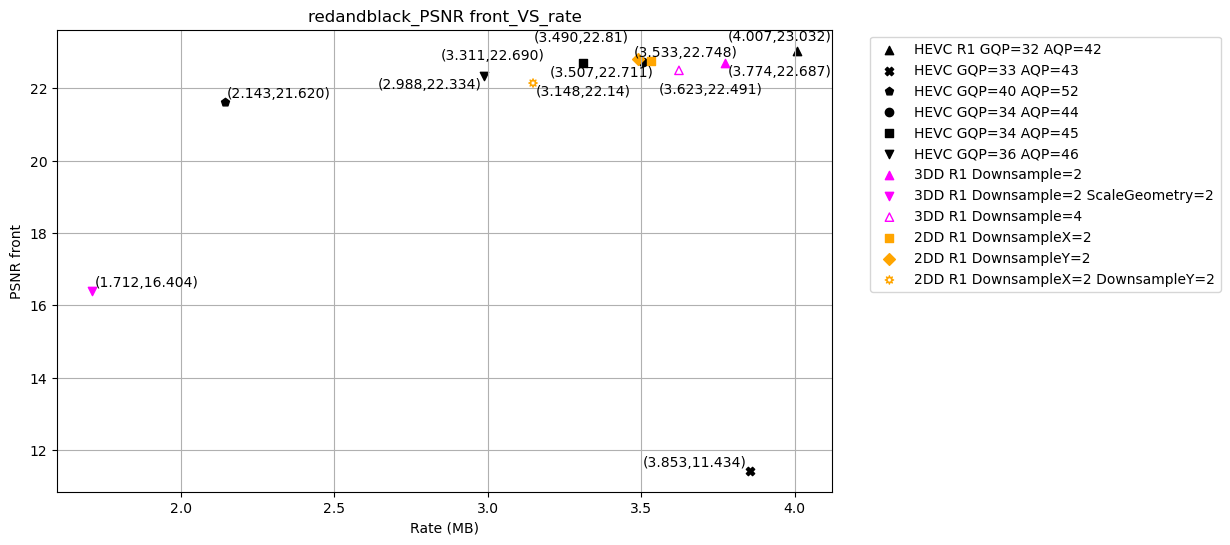 redandblack_PSNR front_VS_rate
(3.490,22.81)
(4.007,23.032)
(3.311,22.690)
(3.533,22.748)
(2.988,22.334)
(3.507,22.711)
(3.774,22.687)
(2.143,21.620)
(3.148,22.14)
(3.623,22.491)
(1.712,16.404)
(3.853,11.434)
22
20
18
16
14
12
PSNR front
2.0
2.5
3.0
3.5
4.0
Rate (MB)
HEVC R1 GQP=32 AQP=42
HEVC GQP=33 AQP=43
HEVC GQP=40 AQP=52
HEVC GQP=34 AQP=44
HEVC GQP=34 AQP=45
HEVC GQP=36 AQP=46
3DD R1 Downsample=2
3DD R1 Downsample=2 ScaleGeometry=2
3DD R1 Downsample=4
2DD R1 DownsampleX=2
2DD R1 DownsampleY=2
2DD R1 DownsampleX=2 DownsampleY=2